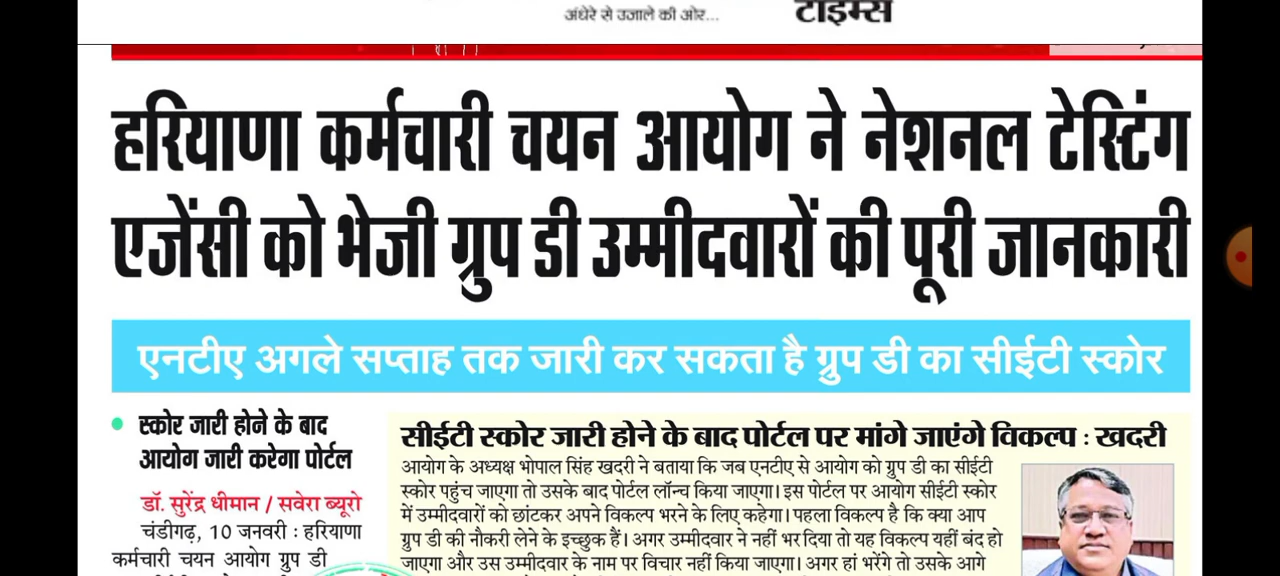 अंधेरे से उजाले की ओर...
टाइम्स
हरियाणा कर्मचारी चयन आयोग ने नेशनल टेस्टिंग
एजेंसी को भेजी ग्रुप डी उम्मीदवारों की पूरी जानकारी
एनटीए अगले सप्ताह तक जारी कर सकता है ग्रुप डी का सीईटी स्कोर
स्कोर जारी होने के बाद
आयोग जारी करेगा पोर्टल
डॉ. सुरेंद्र धीमान / सवेरा ब्यूरो
चंडीगढ़, 10 जनवरी : हरियाणा
कर्मचारी चयन आयोग ग्रुप डी
सीईटी स्कोर जारी होने के बाद पोर्टल पर मांगे जाएंगे विकल्प : खदरी
आयोग के अध्यक्ष भोपाल सिंह खदरी ने बताया कि जब एनटीए से आयोग को ग्रुप डी का सीईटी
स्कोर पहुंच जाएगा तो उसके बाद पोर्टल लॉन्च किया जाएगा। इस पोर्टल पर आयोग सीईटी स्कोर
में उम्मीदवारों को छांटकर अपने विकल्प भरने के लिए कहेगा। पहला विकल्प है कि क्या आप
ग्रुप डी की नौकरी लेने के इच्छुक हैं। अगर उम्मीदवार ने नहीं भर दिया तो यह विकल्प यहीं बंद हो
जाएगा और उस उम्मीदवार के नाम पर विचार नहीं किया जाएगा। अगर हां भरेंगे तो उसके आगे